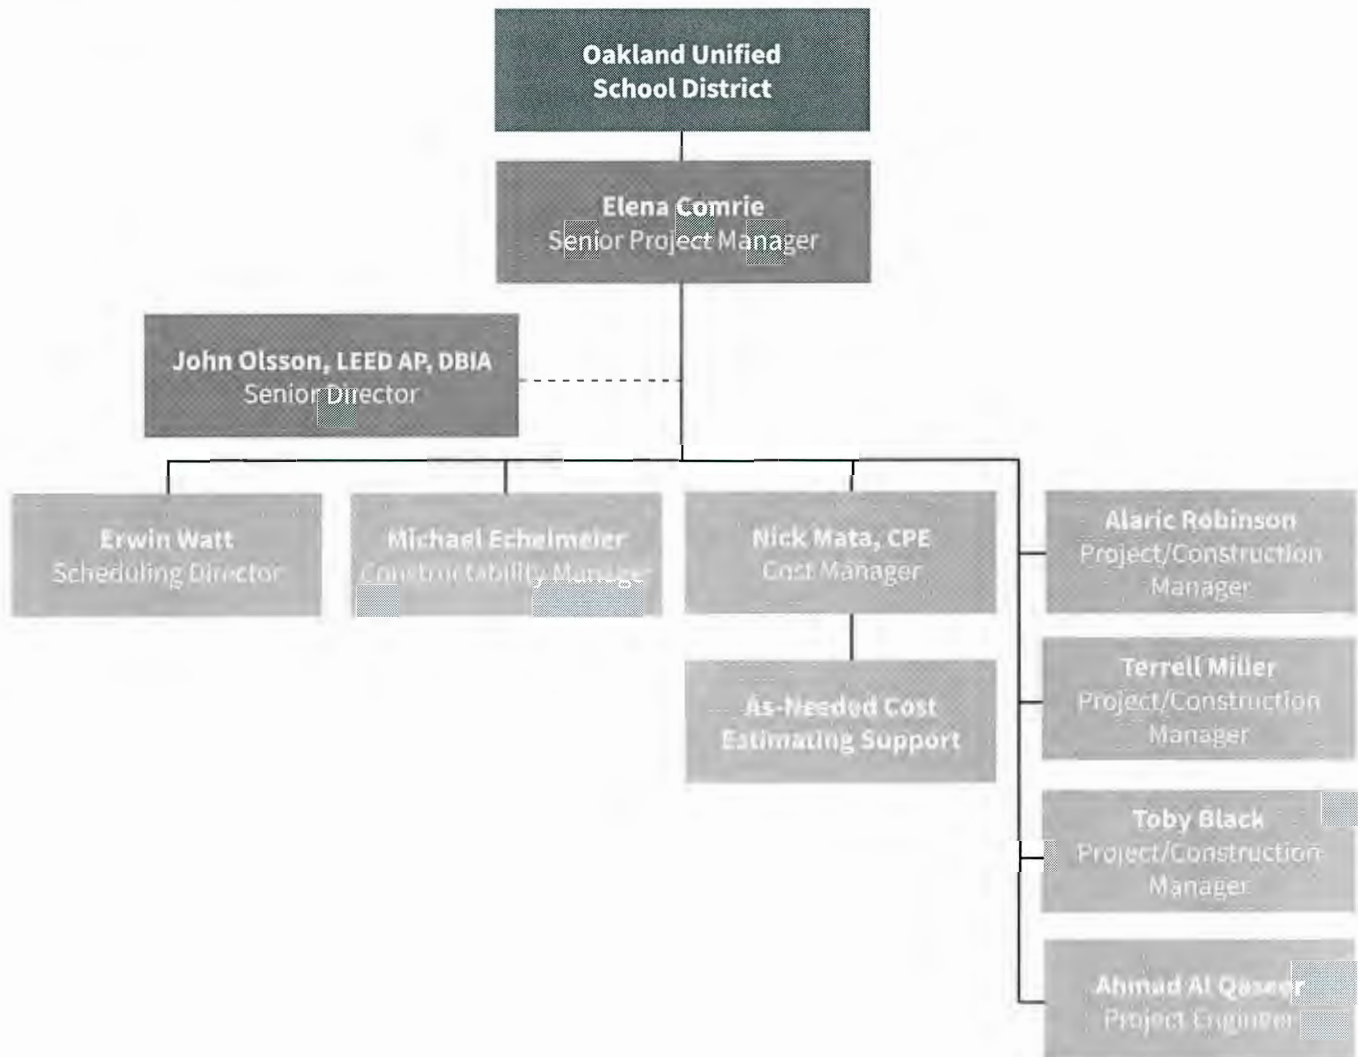 Oakland Unified
School District
Elena Comrie
Senior Project Manager
John Olsson, LEED AP, DBIA
Senior Director
Erwin Watt
Scheduling Director
Michael Echelmeier
Constructability Manager
Nick Mata, CPE
Cost Manager
As-Needed Cost
Estimating Support
Alaric Robinson
Project/Construction
Manager
Terrell Miller
Project/Construction
Manager
Toby Black
Project/Construction
Manager
Ahmad Al Qaseer
Project Engineer